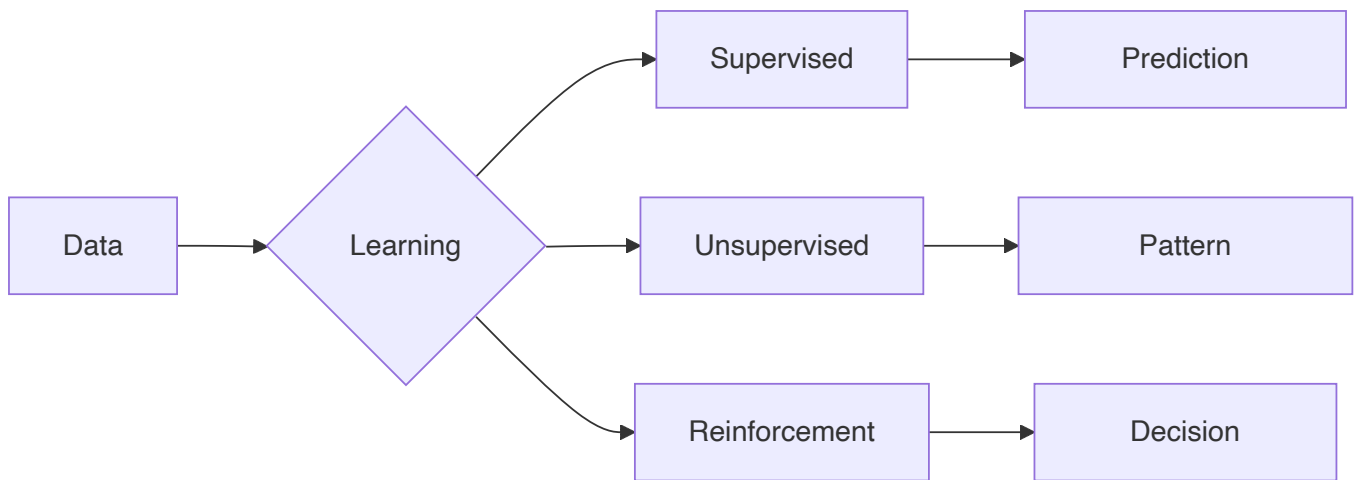 Supervised
Prediction
Data
Learning
Unsupervised
Pattern
Reinforcement
Decision